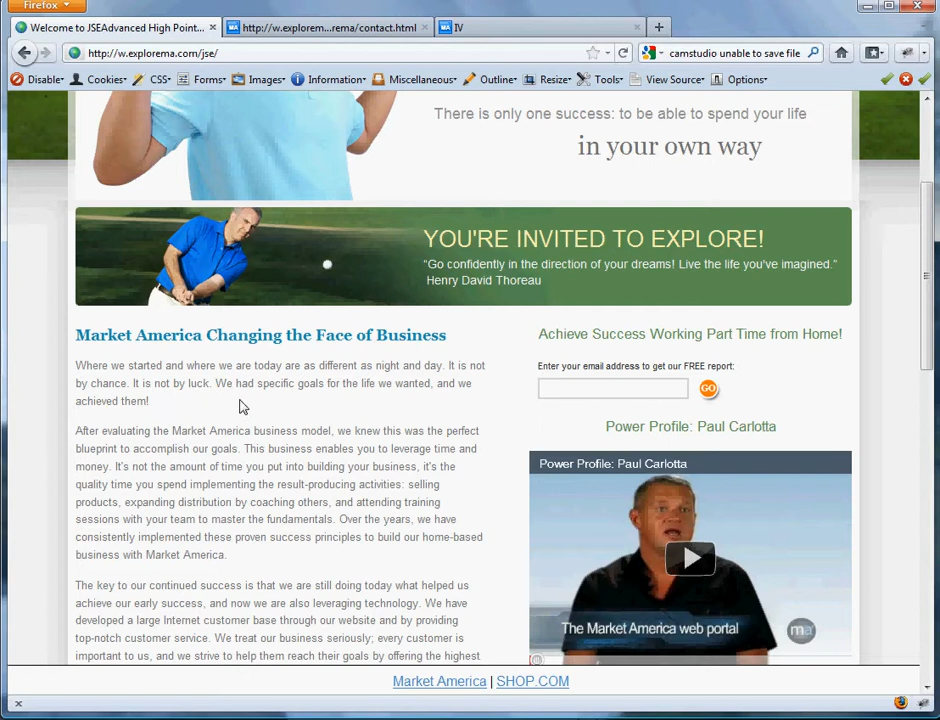 Firefox
Welcome to JSEAdvanced High Point...
http://w.explorem...rema/contact.html
IV
http://w.explorema.com/jse/
camstudio unable to save file
Disable
Cookies
CSS
Forms
Images
Information
Miscellaneous
Outline
Resize
Tools
View Source
Options
There is only one success: to be able to spend your life
in your own way
YOU'RE INVITED TO EXPLORE!
"Go confidently in the direction of your dreams! Live the life you've imagined."
Henry David Thoreau
Market America Changing the Face of Business
Where we started and where we are today are as different as night and day. It is not
by chance. It is not by luck. We had specific goals for the life we wanted, and we
achieved them!
After evaluating the Market America business model, we knew this was the perfect
blueprint to accomplish our goals. This business enables you to leverage time and
money. It's not the amount of time you put into building your business, it's the
quality time you spend implementing the result-producing activities: selling
products, expanding distribution by coaching others, and attending training
sessions with your team to master the fundamentals. Over the years, we have
consistently implemented these proven success principles to build our home-based
business with Market America.
The key to our continued success is that we are still doing today what helped us
achieve our early success, and now we are also leveraging technology. We have
developed a large Internet customer base through our website and by providing
top-notch customer service. We treat our business seriously; every customer is
important to us, and we strive to help them reach their goals by offering the highest
Achieve Success Working Part Time from Home!
Enter your email address to get our FREE report:
GO
Power Profile: Paul Carlotta
Power Profile: Paul Carlotta
The Market America web portal
ma
Market America | SHOP.COM